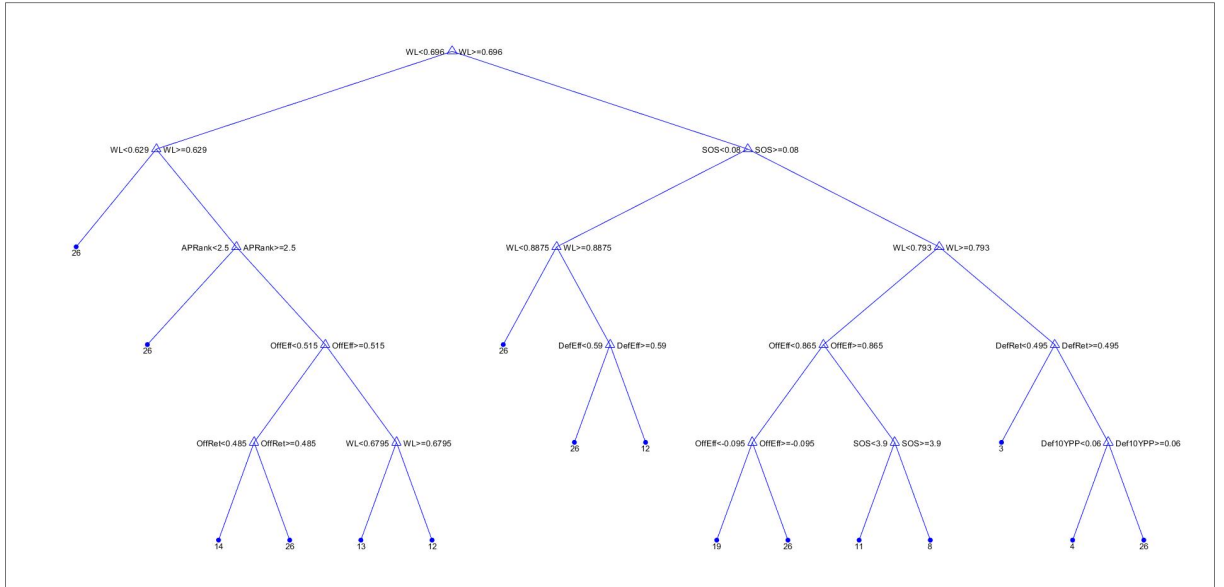 WL<0.696 WL>=0.696
WL<0.629 WL>=0.629
SOS<0.08 SOS>=0.08
26
APRank<2.5 APRank>=2.5
WL<0.8875 WL>=0.8875
WL<0.793 WL>=0.793
26
OffEff<0.515 OffEff>=0.515
26
DefEff<0.59 DefEff>=0.59
OffEff<0.865 OffEff>=0.865
DefRet<0.495 DefRet>=0.495
OffRet<0.485 OffRet>=0.485
WL<0.6795 WL>=0.6795
26
12
OffEff<-0.095 OffEff>=-0.095
SOS<3.9 SOS>=3.9
3
Def10YPP<0.06 Def10YPP>=0.06
14
26
13
12
19
26
11
8
4
26